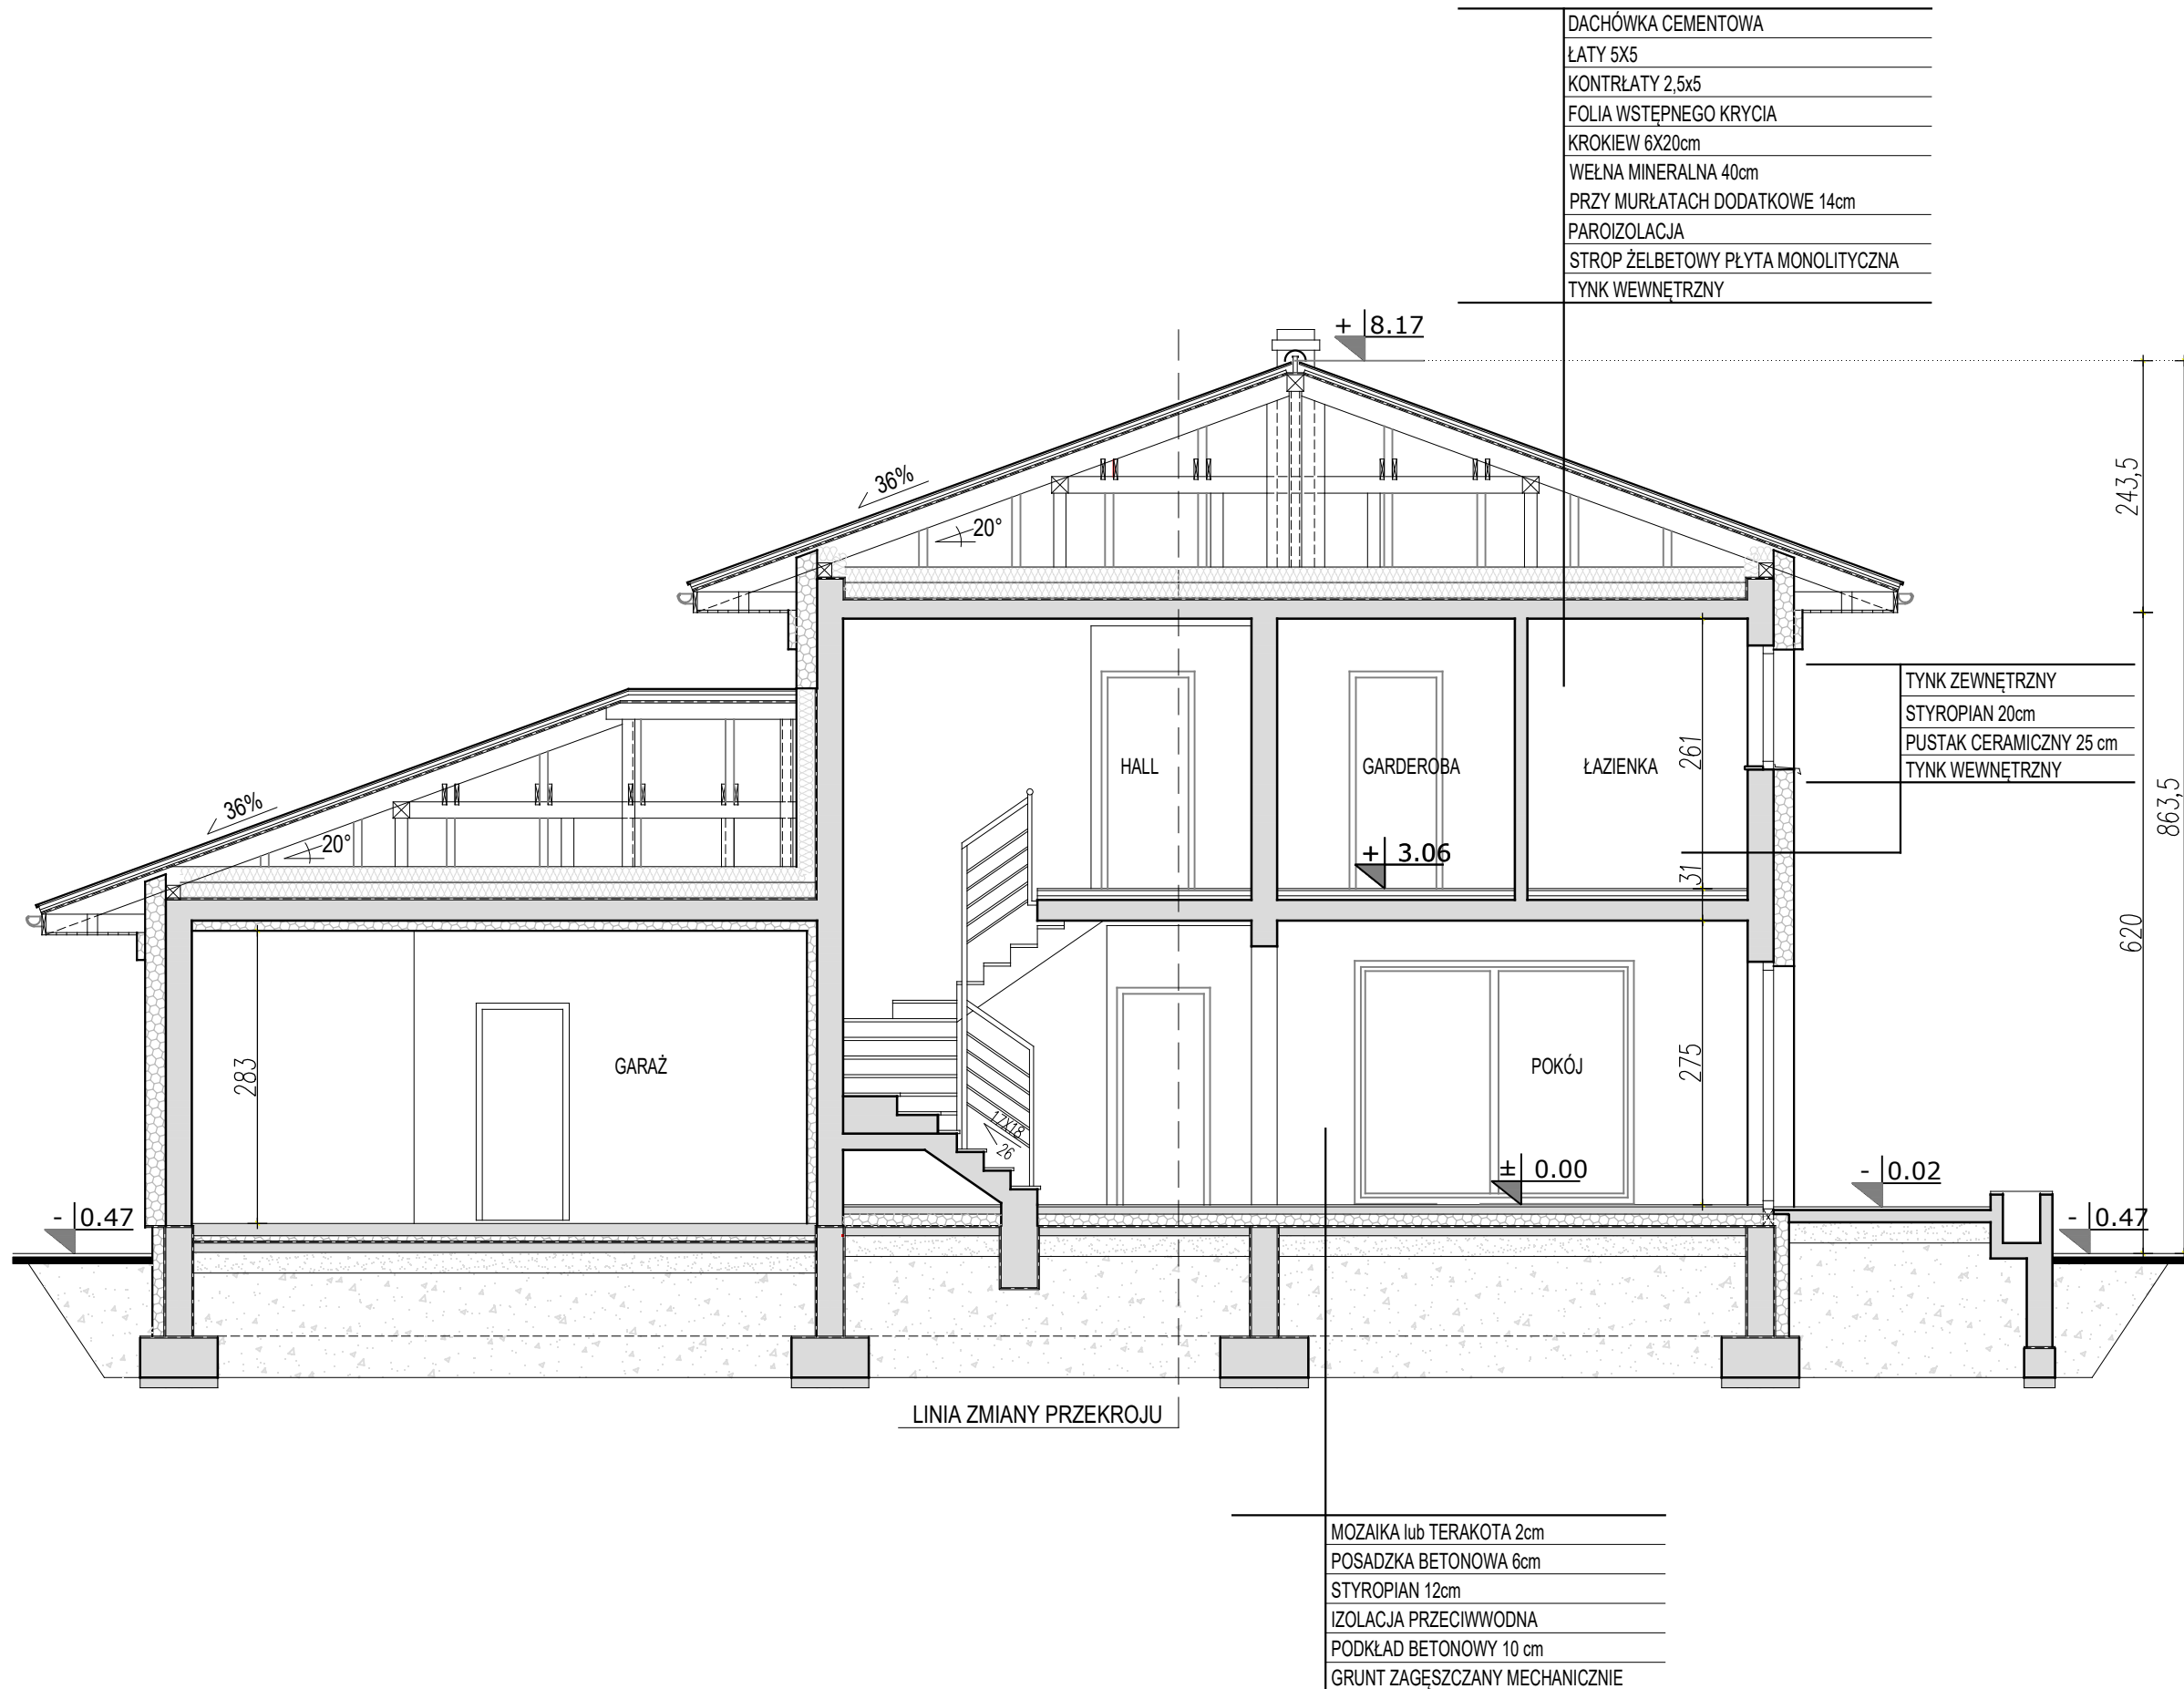 DACHÓWKA CEMENTOWA
ŁATY 5X5
KONTRŁATY 2,5x5
FOLIA WSTĘPNEGO KRYCIA
KROKIEW 6X20cm
WEŁNA MINERALNA 40cm
PRZY MURŁATACH DODATKOWE 14cm
PAROIZOLACJA
STROP ŻELBETOWY PŁYTA MONOLITYCZNA
TYNK WEWNĘTRZNY
+ 8.17
243,5
36%
20°
TYNK ZEWNĘTRZNY
STYROPIAN 20cm
PUSTAK CERAMICZNY 25 cm
TYNK WEWNĘTRZNY
HALL
GARDEROBA
ŁAZIENKA
261
863,5
36%
20°
+ 3.06
31
620
283
GARAŻ
POKÓJ
275
17X18
26
± 0.00
- 0.02
- 0.47
- 0.47
LINIA ZMIANY PRZEKROJU
MOZAIKA lub TERAKOTA 2cm
POSADZKA BETONOWA 6cm
STYROPIAN 12cm
IZOLACJA PRZECIWWODNA
PODKŁAD BETONOWY 10 cm
GRUNT ZAGĘSZCZANY MECHANICZNIE